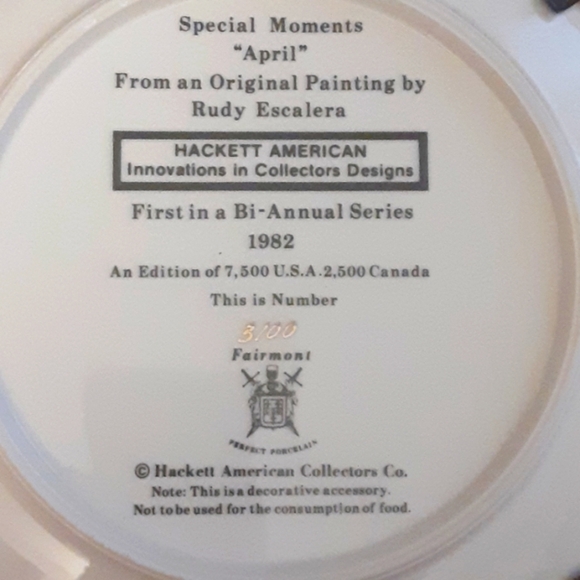 Special Moments
"April"
From an Original Painting by
Rudy Escalera
HACKETT AMERICAN
Innovations in Collectors Designs
First in a Bi-Annual Series
1982
An Edition of 7,500 U.S.A. 2,500 Canada
This is Number
Fairmont
PERFECT PORCELAIN
© Hackett American Collectors Co.
Note: This is a decorative accessory.
Not to be used for the consumption of food.